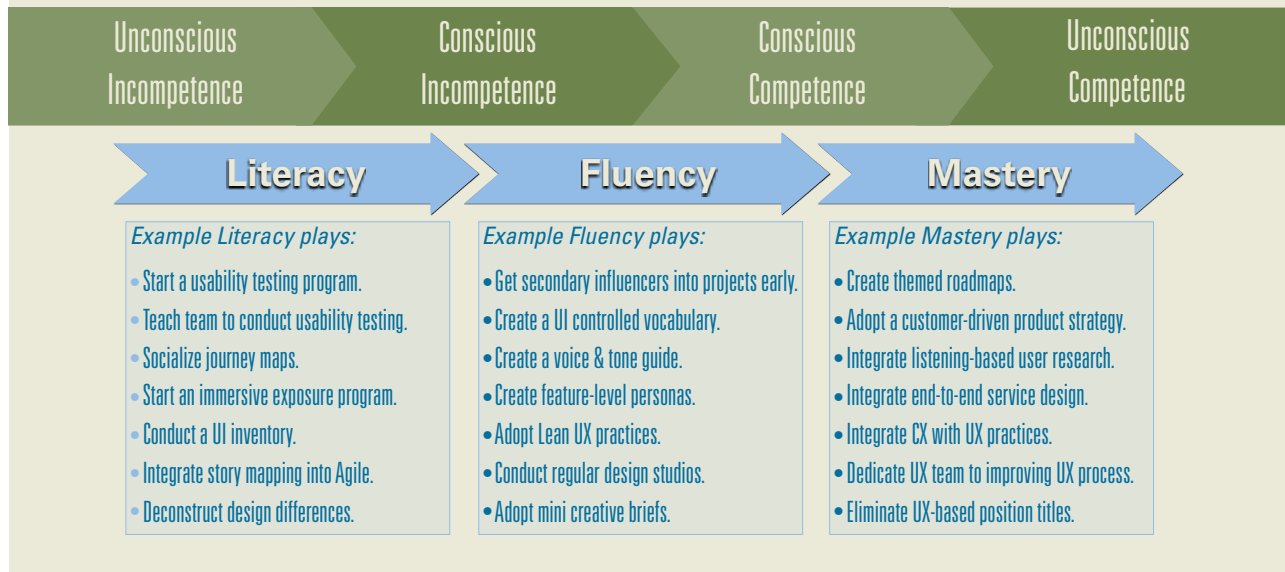 Unconscious
Incompetence
Conscious
Incompetence
Conscious
Competence
Unconscious
Competence
Literacy
Fluency
Mastery
Example Literacy plays:
• Start a usability testing program.
• Teach team to conduct usability testing.
• Socialize journey maps.
• Start an immersive exposure program.
• Conduct a UI inventory.
• Integrate story mapping into Agile.
• Deconstruct design differences.
Example Fluency plays:
• Get secondary influencers into projects early.
• Create a UI controlled vocabulary.
• Create a voice & tone guide.
• Create feature-level personas.
• Adopt Lean UX practices.
• Conduct regular design studios.
• Adopt mini creative briefs.
Example Mastery plays:
• Create themed roadmaps.
• Adopt a customer-driven product strategy.
• Integrate listening-based user research.
• Integrate end-to-end service design.
• Integrate CX with UX practices.
• Dedicate UX team to improving UX process.
• Eliminate UX-based position titles.